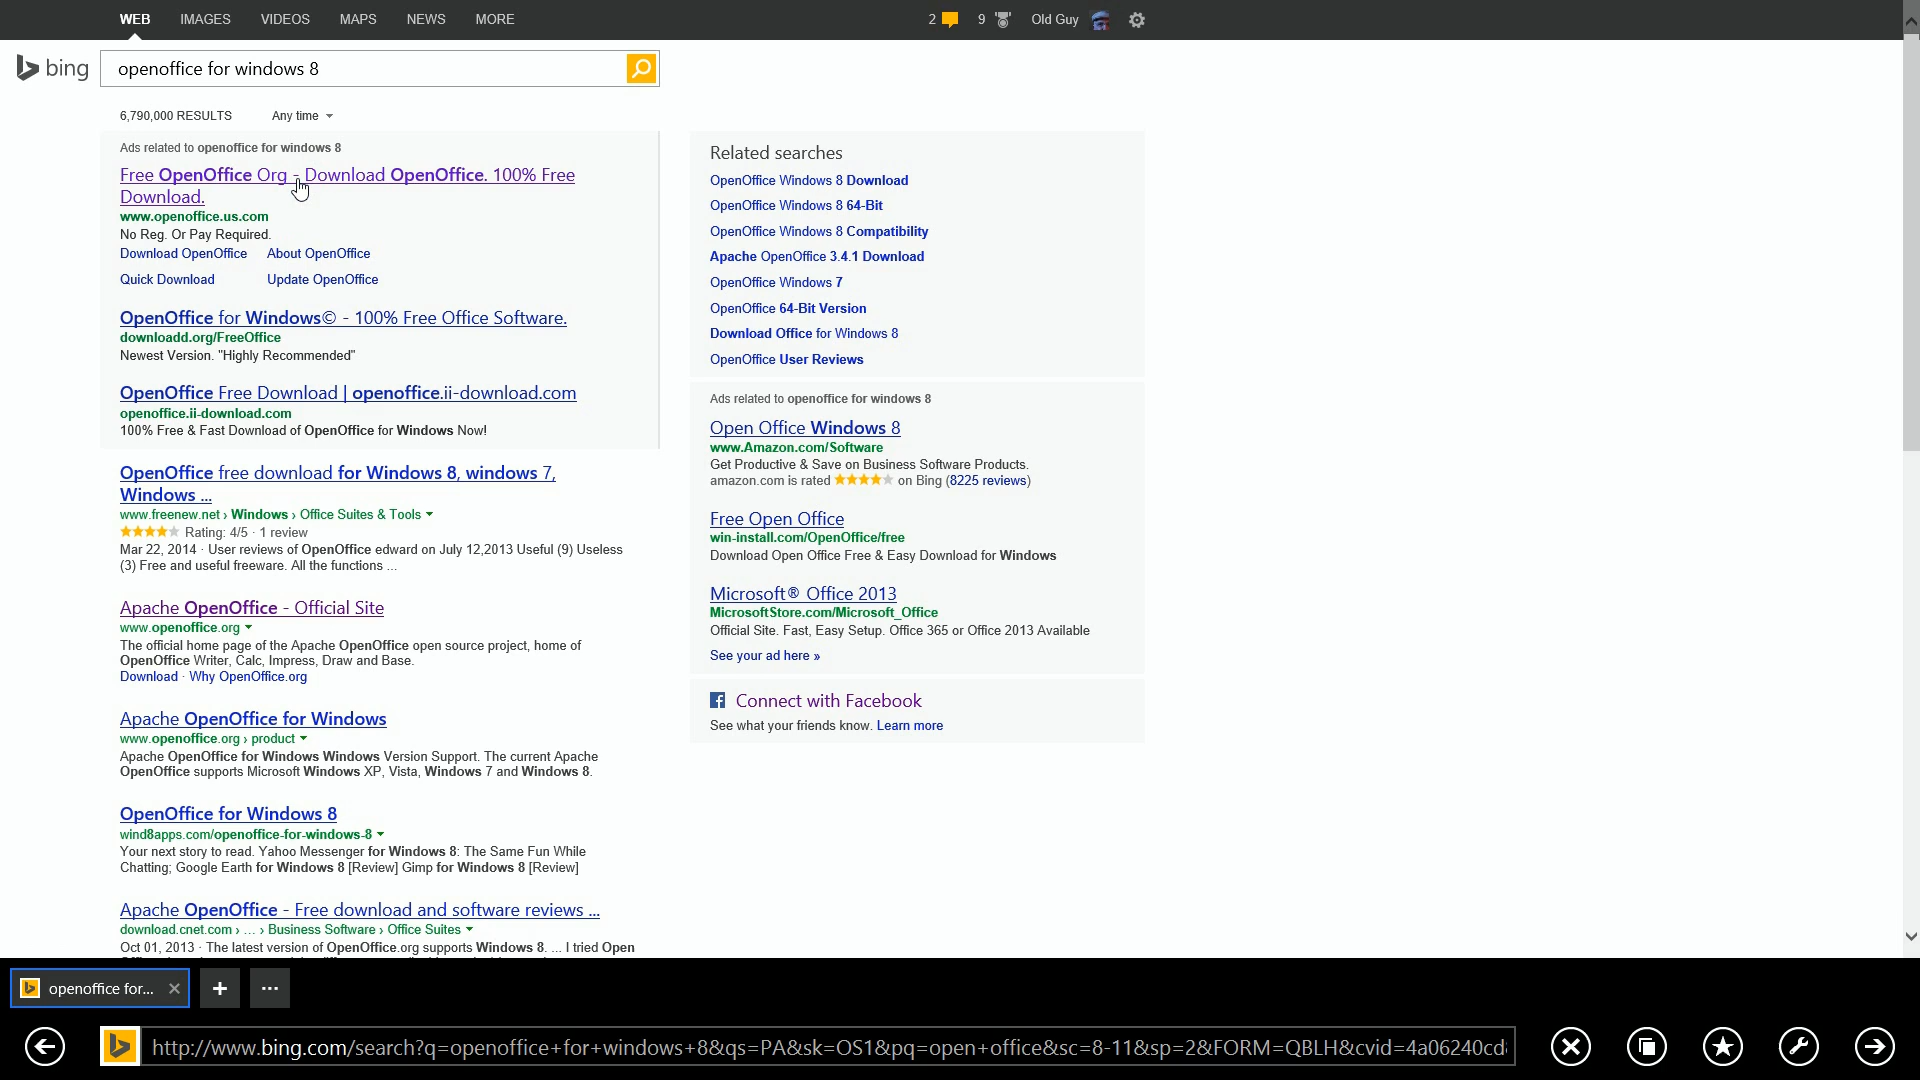 WEB IMAGES VIDEOS MAPS NEWS MORE 2 9 Old Guy
bing openoffice for windows 8
6,790,000 RESULTS Any time
Ads related to openoffice for windows 8
Free OpenOffice Org - Download OpenOffice. 100% Free
Download.
www.openoffice.us.com
No Reg. Or Pay Required.
Download OpenOffice About OpenOffice
Quick Download Update OpenOffice
OpenOffice for Windows© - 100% Free Office Software.
downloadd.org/FreeOffice
Newest Version. "Highly Recommended"
OpenOffice Free Download | openoffice.ii-download.com
openoffice.ii-download.com
100% Free & Fast Download of OpenOffice for Windows Now!
OpenOffice free download for Windows 8, windows 7,
Windows ...
www.freenew.net › Windows › Office Suites & Tools
Rating: 4/5 · 1 review
Mar 22, 2014 · User reviews of OpenOffice edward on July 12,2013 Useful (9) Useless
(3) Free and useful freeware. All the functions ...
Apache OpenOffice - Official Site
www.openoffice.org
The official home page of the Apache OpenOffice open source project, home of
OpenOffice Writer, Calc, Impress, Draw and Base.
Download · Why OpenOffice.org
Apache OpenOffice for Windows
www.openoffice.org › product
Apache OpenOffice for Windows Windows Version Support. The current Apache
OpenOffice supports Microsoft Windows XP, Vista, Windows 7 and Windows 8.
OpenOffice for Windows 8
wind8apps.com/openoffice-for-windows-8
Your next story to read. Yahoo Messenger for Windows 8: The Same Fun While
Chatting; Google Earth for Windows 8 [Review] Gimp for Windows 8 [Review]
Apache OpenOffice - Free download and software reviews ...
download.cnet.com › ... › Business Software › Office Suites
Oct 01, 2013 · The latest version of OpenOffice.org supports Windows 8. ... I tried Open
Related searches
OpenOffice Windows 8 Download
OpenOffice Windows 8 64-Bit
OpenOffice Windows 8 Compatibility
Apache OpenOffice 3.4.1 Download
OpenOffice Windows 7
OpenOffice 64-Bit Version
Download Office for Windows 8
OpenOffice User Reviews
Ads related to openoffice for windows 8
Open Office Windows 8
www.Amazon.com/Software
Get Productive & Save on Business Software Products.
amazon.com is rated on Bing (8225 reviews)
Free Open Office
win-install.com/OpenOffice/free
Download Open Office Free & Easy Download for Windows
Microsoft® Office 2013
MicrosoftStore.com/Microsoft_Office
Official Site. Fast, Easy Setup. Office 365 or Office 2013 Available
See your ad here »
Connect with Facebook
See what your friends know. Learn more
openoffice for...
http://www.bing.com/search?q=openoffice+for+windows+8&qs=PA&sk=OS1&pq=open+office&sc=8-11&sp=2&FORM=QBLH&cvid=4a06240cd